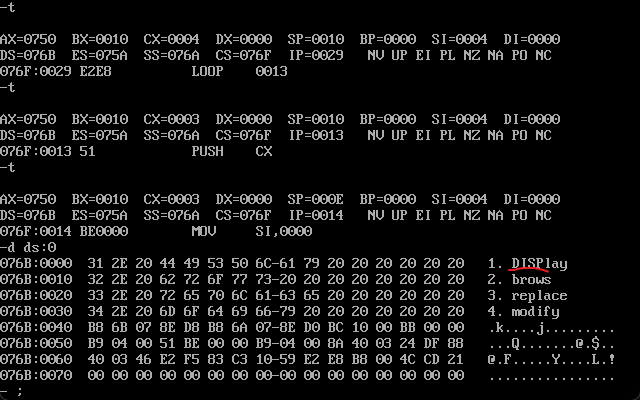 -t
AX=0750 BX=0010 CX=0004 DX=0000 SP=0010 BP=0000 SI=0004 DI=0000
DS=076B ES=075A SS=076A CS=076F IP=0029 NV UP EI PL NZ NA PO NC
076F:0029 E2E8 LOOP 0013
-t
AX=0750 BX=0010 CX=0003 DX=0000 SP=0010 BP=0000 SI=0004 DI=0000
DS=076B ES=075A SS=076A CS=076F IP=0013 NV UP EI PL NZ NA PO NC
076F:0013 51 PUSH CX
-t
AX=0750 BX=0010 CX=0003 DX=0000 SP=000E BP=0000 SI=0004 DI=0000
DS=076B ES=075A SS=076A CS=076F IP=0014 NV UP EI PL NZ NA PO NC
076F:0014 BE0000 MOV SI,0000
-d ds:0
076B:0000 31 2E 20 44 49 53 50 6C-61 79 20 20 20 20 20 20 1. DISPlay
076B:0010 32 2E 20 62 72 6F 77 73-20 20 20 20 20 20 20 20 2. brows
076B:0020 33 2E 20 72 65 70 6C 61-63 65 20 20 20 20 20 20 3. replace
076B:0030 34 2E 20 6D 6F 64 69 66-79 20 20 20 20 20 20 20 4. modify
076B:0040 B8 6B 07 8E D8 B8 6A 07-8E D0 BC 10 00 BB 00 00 .k....j.........
076B:0050 B9 04 00 51 BE 00 00 B9-04 00 8A 40 03 24 DF 88 ...Q.......@.$..
076B:0060 40 03 46 E2 F5 83 C3 10-59 E2 E8 B8 00 4C CD 21 @.F.....Y....L.!
076B:0070 00 00 00 00 00 00 00 00-00 00 00 00 00 00 00 00 ................
- ;